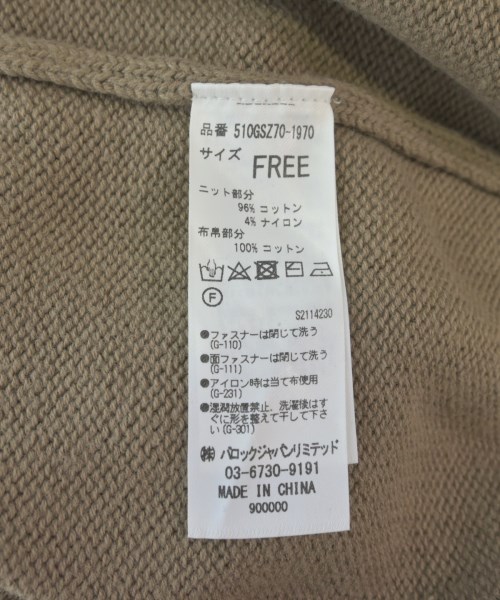 品番 510GSZ70-1970
サイズ
FREE
ニット部分
96% コットン
4% ナイロン
布帛部分
100% コットン
F
S2114230
●ファスナーは閉じて洗う
(G-110)
●面ファスナーは閉じて洗う
(G-111)
●アイロン時は当て布使用
(G-231)
●湿潤放置禁止、洗濯後はす
ぐに形を整えて干して下さ
い(G-301)
㈱ バロックジャパンリミテッド
03-6730-9191
MADE IN CHINA
900000